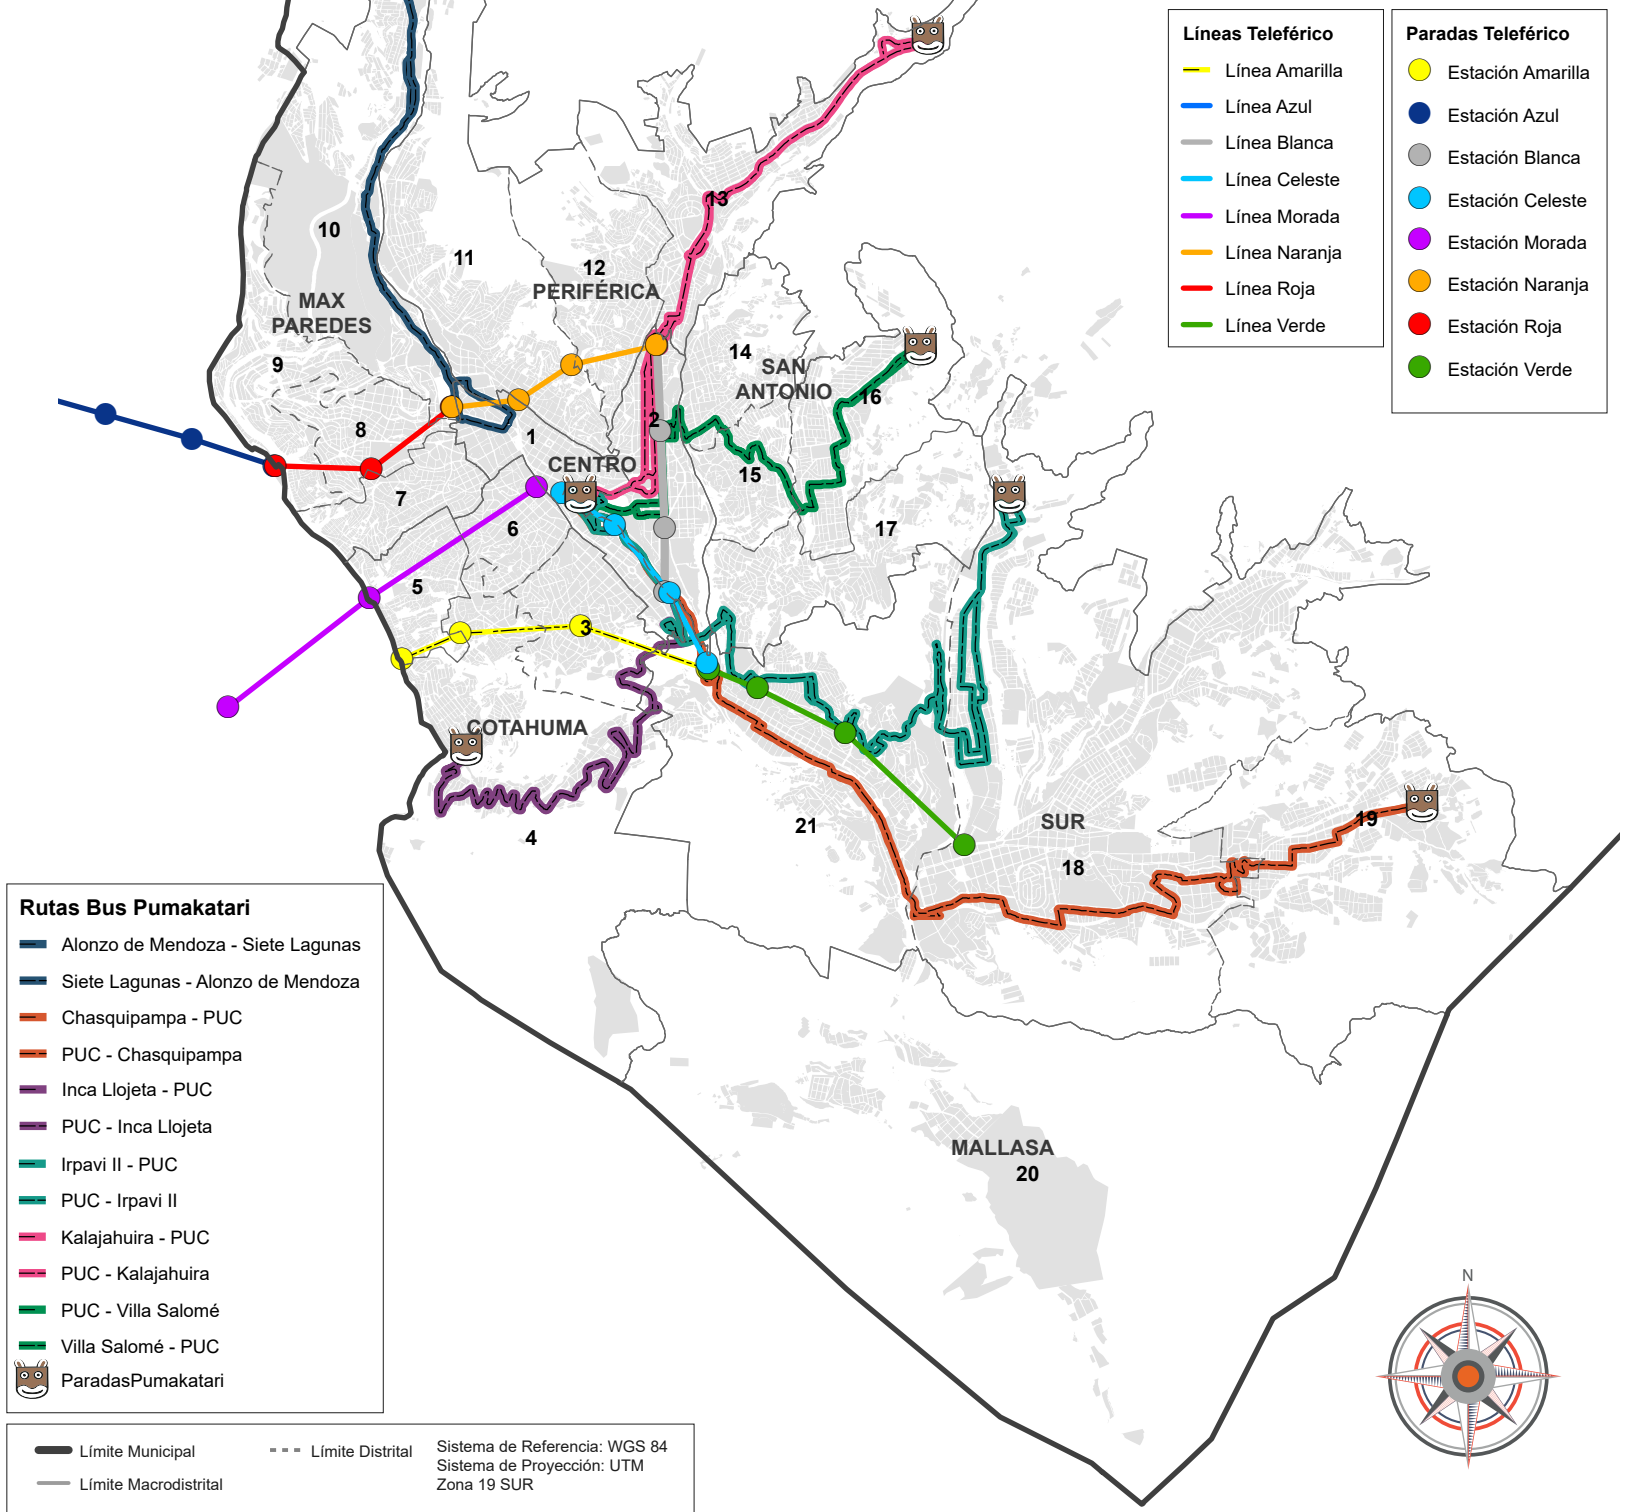 Líneas Teleférico
Línea Amarilla
Línea Azul
Línea Blanca
Línea Celeste
Línea Morada
Línea Naranja
Línea Roja
Línea Verde
Paradas Teleférico
Estación Amarilla
Estación Azul
Estación Blanca
Estación Celeste
Estación Morada
Estación Naranja
Estación Roja
Estación Verde
13
10
11
12
PERIFÉRICA
MAX
PAREDES
9
14
SAN
ANTONIO
16
8
1
2
CENTRO
15
7
6
17
5
3
COTAHUMA
4
21
SUR
19
18
MALLASA
20
Rutas Bus Pumakatari
Alonzo de Mendoza - Siete Lagunas
Siete Lagunas - Alonzo de Mendoza
Chasquipampa - PUC
PUC - Chasquipampa
Inca Llojeta - PUC
PUC - Inca Llojeta
Irpavi II - PUC
PUC - Irpavi II
Kalajahuira - PUC
PUC - Kalajahuira
PUC - Villa Salomé
Villa Salomé - PUC
ParadasPumakatari
N
Límite Municipal
Límite Macrodistrital
Límite Distrital
Sistema de Referencia: WGS 84
Sistema de Proyección: UTM
Zona 19 SUR